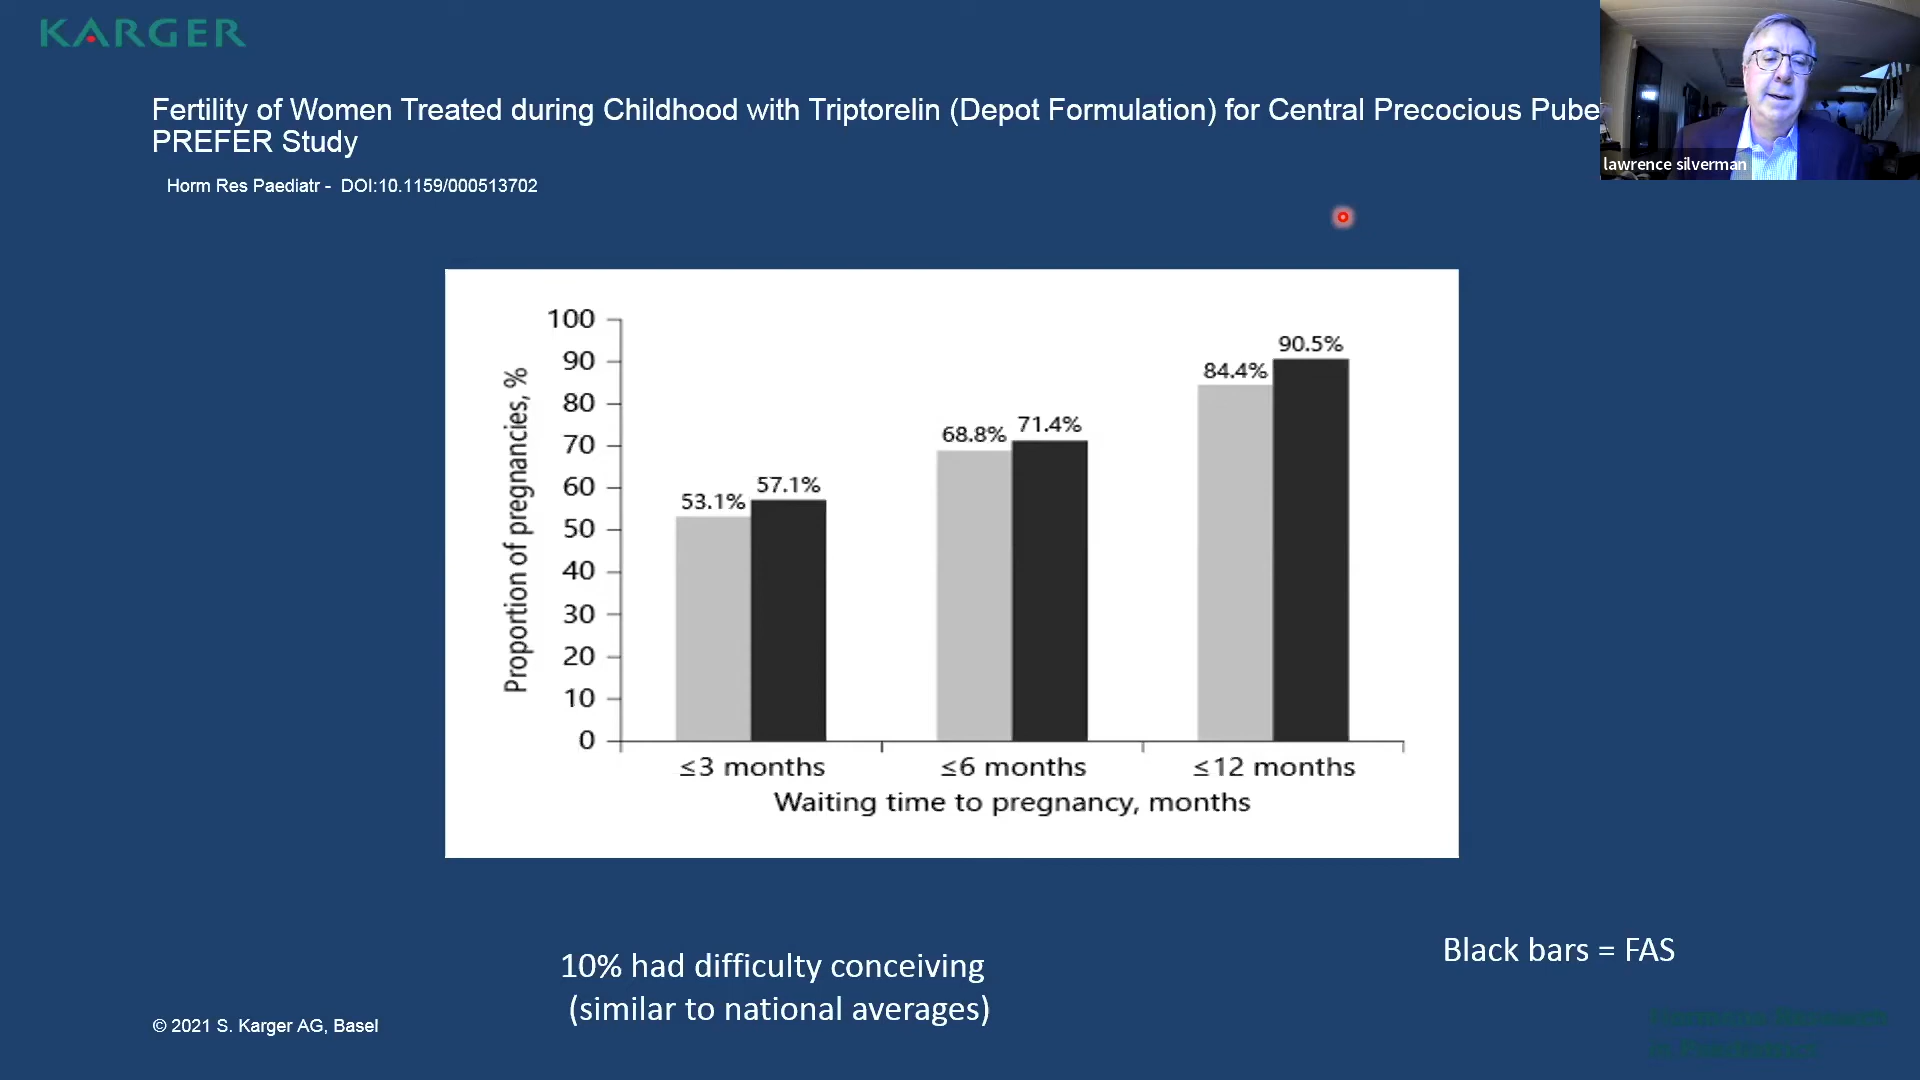 KARGER
Fertility of Women Treated during Childhood with Triptorelin (Depot Formulation) for Central Precocious Pube
PREFER Study
Horm Res Paediatr - DOI:10.1159/000513702
lawrence silverman
100
90
80
70
60
50
40
30
20
10
0
Proportion of pregnancies, %
53.1%
57.1%
68.8%
71.4%
84.4%
90.5%
≤3 months
≤6 months
≤12 months
Waiting time to pregnancy, months
10% had difficulty conceiving
(similar to national averages)
Black bars = FAS
© 2021 S. Karger AG, Basel